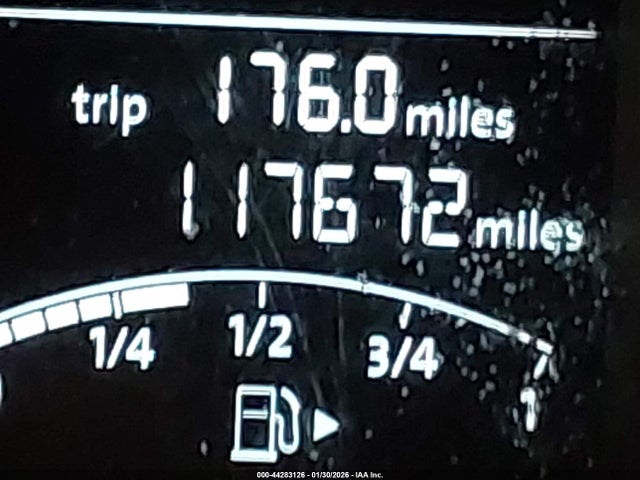 trip 176.0 miles
117672 miles
1/4 1/2 3/4 1
000-44283126 - 01/30/2026 - IAA Inc.